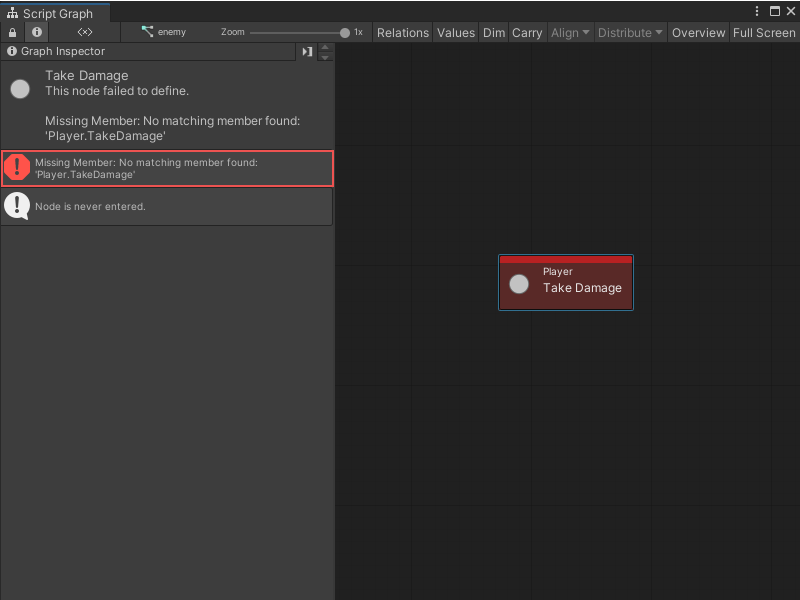 Script Graph
enemy
Zoom
1x
Relations
Values
Dim
Carry
Align
Distribute
Overview
Full Screen
Graph Inspector
Take Damage
This node failed to define.
Missing Member: No matching member found:
'Player.TakeDamage'
Missing Member: No matching member found:
'Player.TakeDamage'
Node is never entered.
Player
Take Damage